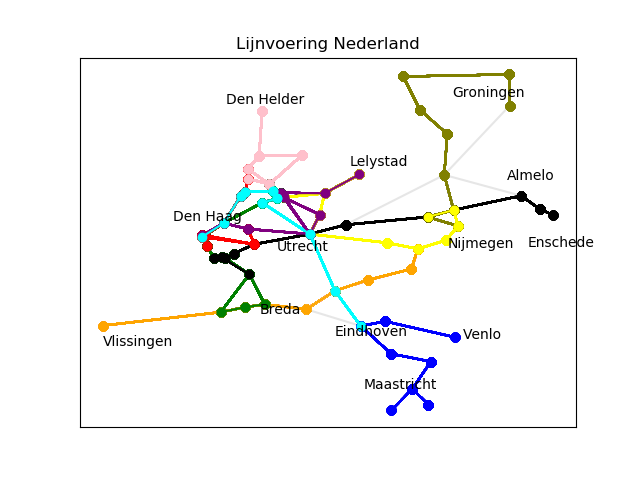 Lijnvoering Nederland
Den Helder
Groningen
Lelystad
Almelo
Den Haag
Utrecht
Nijmegen
Enschede
Breda
Vlissingen
Eindhoven
Venlo
Maastricht